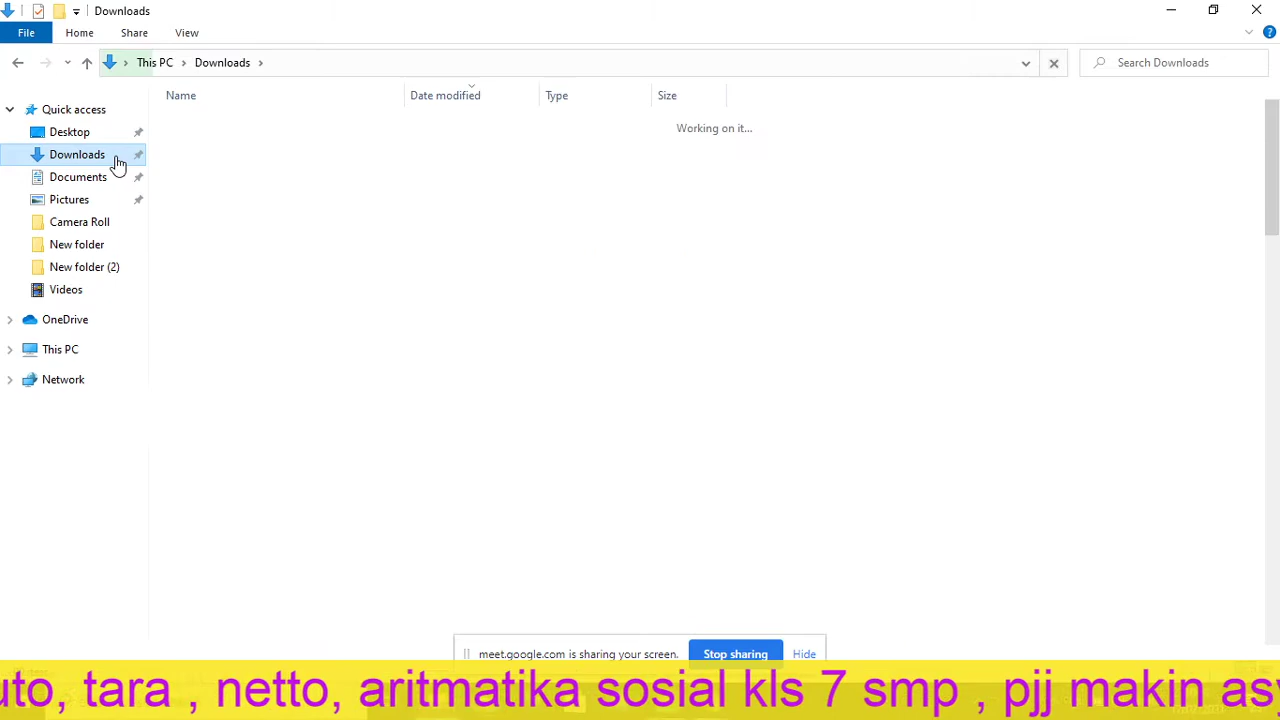 Downloads
File Home Share View
This PC Downloads Search Downloads
Name Date modified Type Size
Working on it...
Quick access
Desktop
Downloads
Documents
Pictures
Camera Roll
New folder
New folder (2)
Videos
OneDrive
This PC
Network
meet.google.com is sharing your screen. Stop sharing Hide
uto, tara , netto, aritmatika sosial kls 7 smp , pjj makin asy